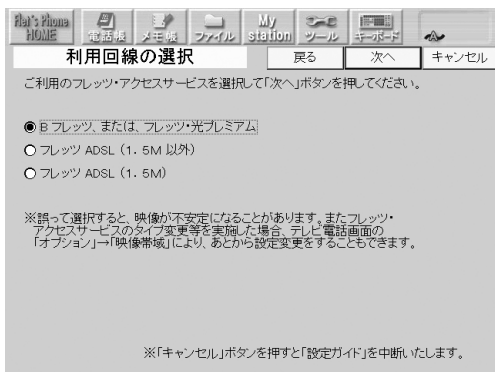 Flet's Phone HOME
電話帳
メモ帳
ファイル
My station
ツール
キーボード
利用回線の選択
戻る
次へ
キャンセル
ご利用のフレッツ・アクセスサービスを選択して「次へ」ボタンを押してください。
B フレッツ、または、フレッツ・光プレミアム
フレッツ ADSL（1．5M 以外）
フレッツ ADSL（1．5M）
※誤って選択すると、映像が不安定になることがあります。またフレッツ・
アクセスサービスのタイプ変更等を実施した場合、テレビ電話画面の
「オプション」→「映像帯域」により、あとから設定変更をすることもできます。
※「キャンセル」ボタンを押すと「設定ガイド」を中断いたします。